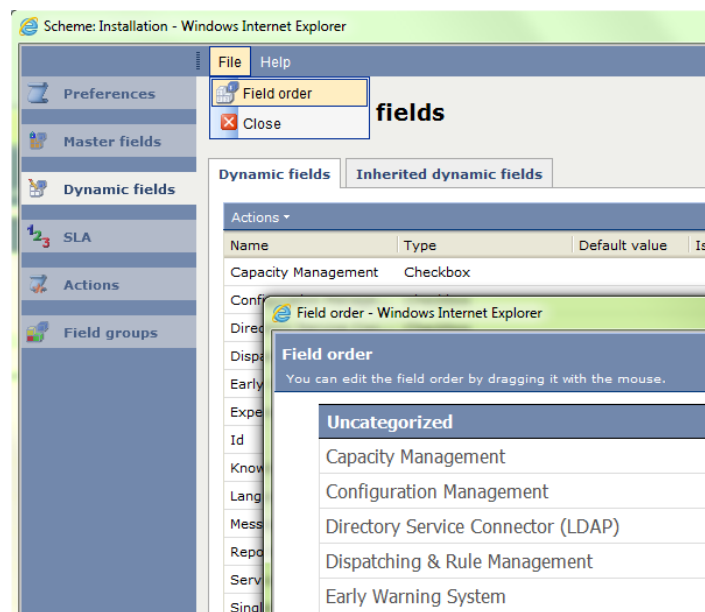 Scheme: Installation - Windows Internet Explorer
File Help
Preferences
Master fields
Dynamic fields
SLA
Actions
Field groups
Field order
Close
fields
Dynamic fields Inherited dynamic fields
Actions
Name Type Default value
Capacity Management Checkbox
Id
Field order - Windows Internet Explorer
Field order
You can edit the field order by dragging it with the mouse.
Uncategorized
Capacity Management
Configuration Management
Directory Service Connector (LDAP)
Dispatching & Rule Management
Early Warning System